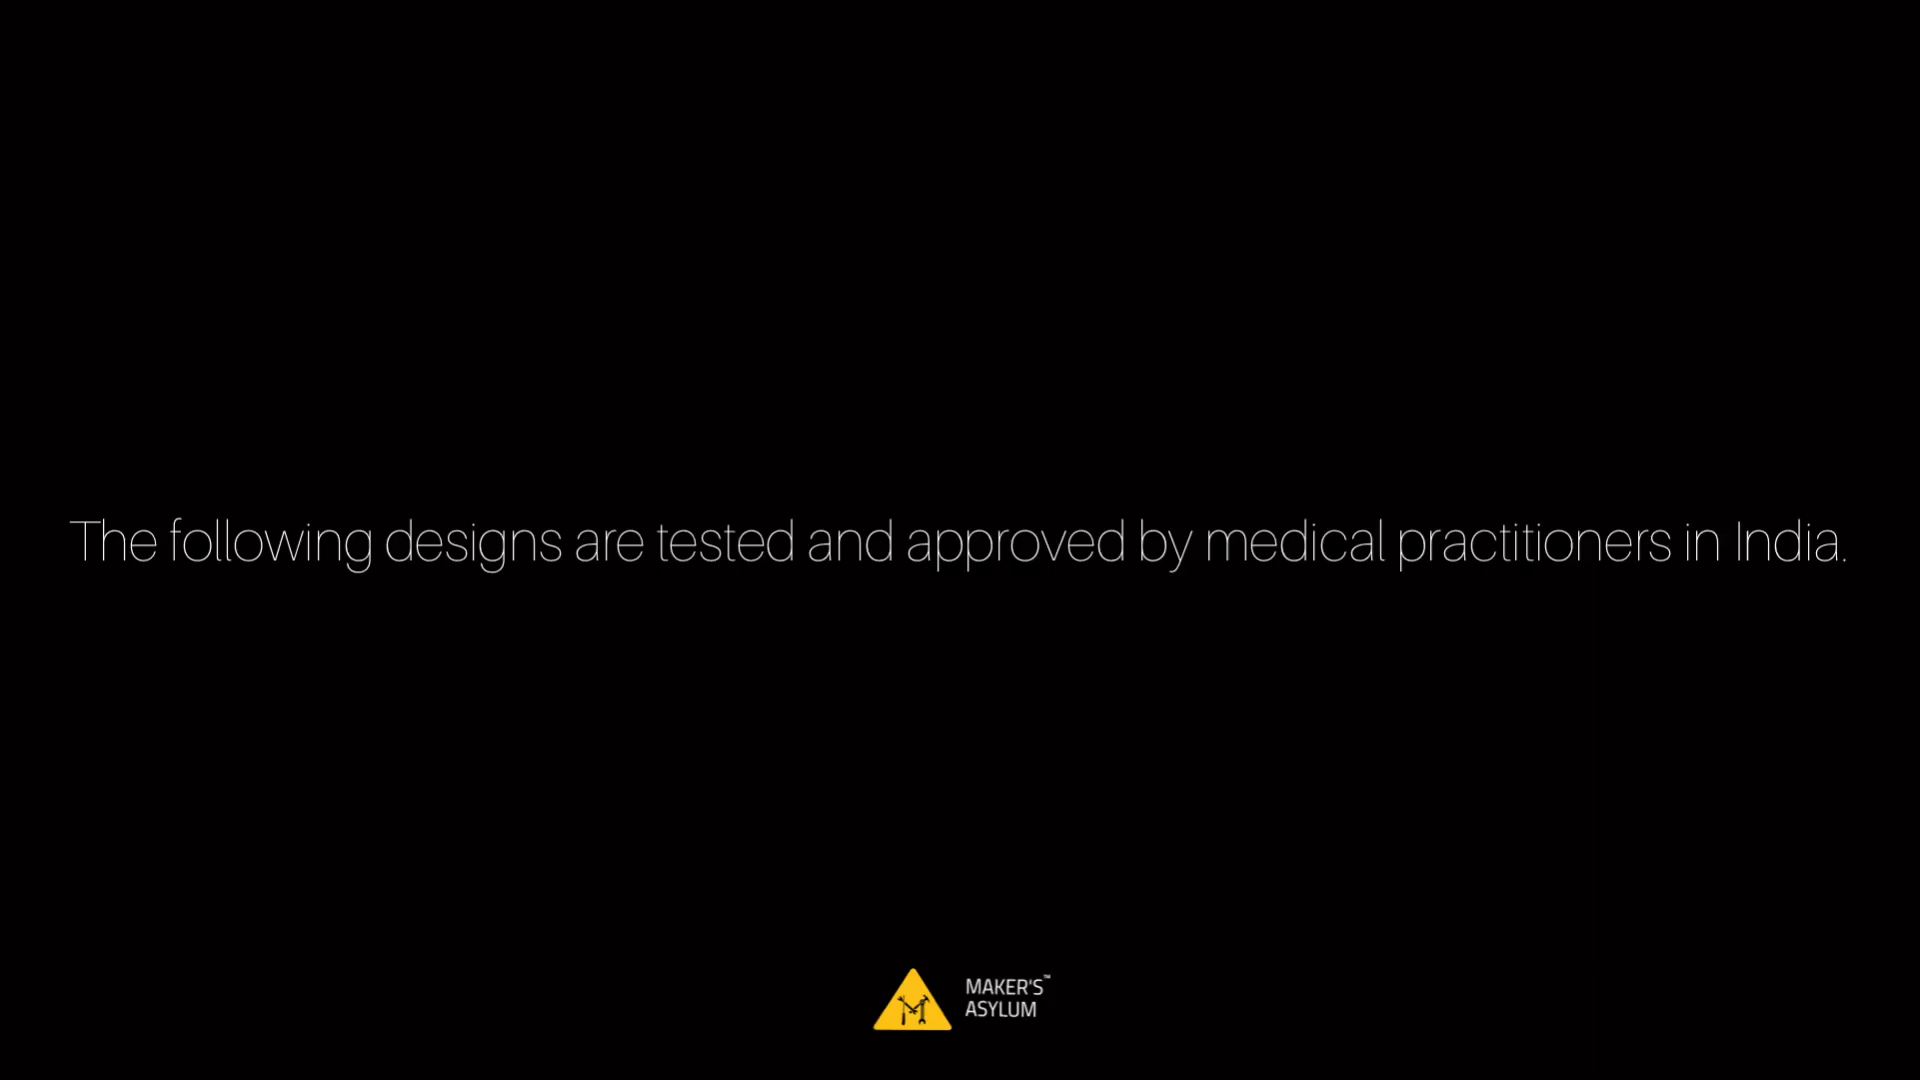 The following designs are tested and approved by medical practitioners in India.
MAKER'S™
ASYLUM